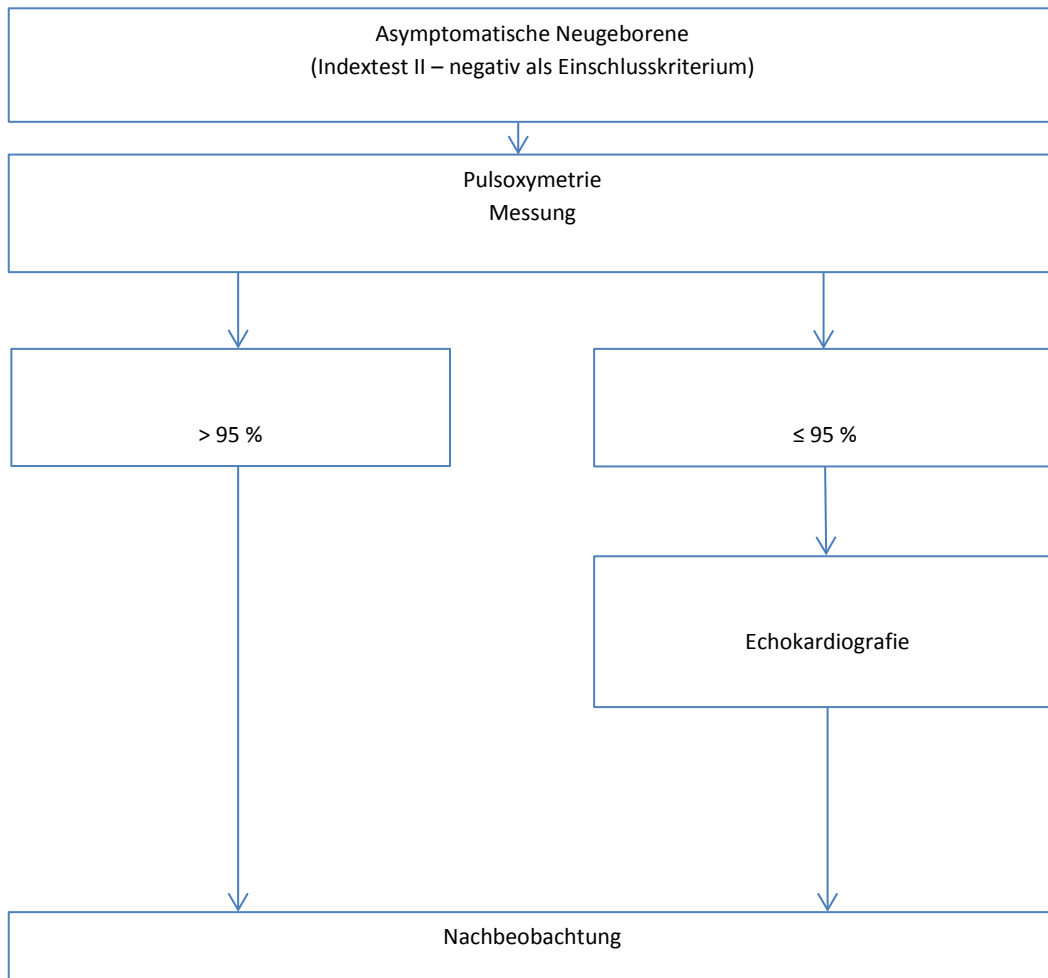 Asymptomatische Neugeborene
(Indextest II – negativ als Einschlusskriterium)
Pulsoxymetrie
Messung
> 95 %
≤ 95 %
Echokardiografie
Nachbeobachtung